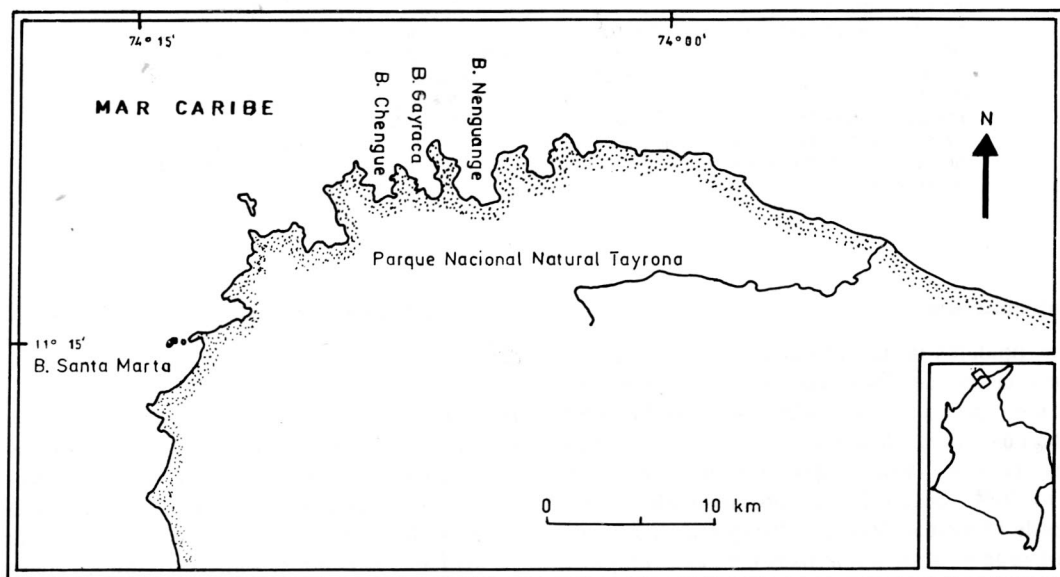 74° 15'
74° 00'
MAR CARIBE
B. Chengue
B. Gayraca
B. Nenguange
N
Parque Nacional Natural Tayrona
11° 15'
B. Santa Marta
0 10 km